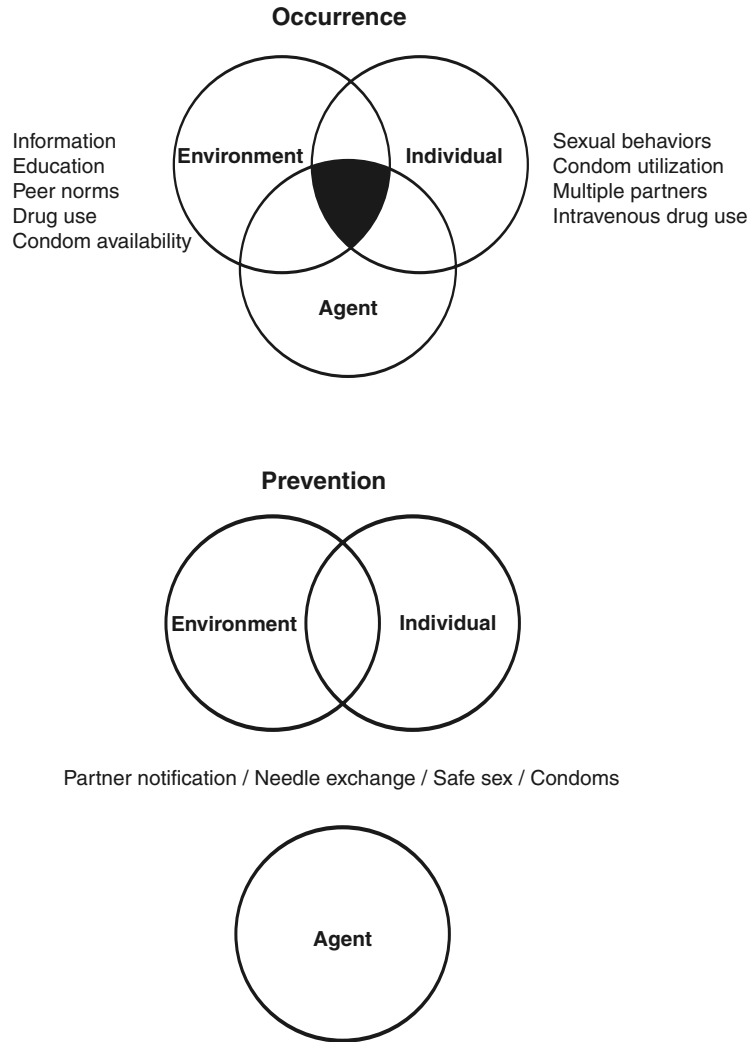 Occurrence
Information
Education
Peer norms
Drug use
Condom availability
Environment
Individual
Agent
Sexual behaviors
Condom utilization
Multiple partners
Intravenous drug use
Prevention
Environment
Individual
Partner notification / Needle exchange / Safe sex / Condoms
Agent